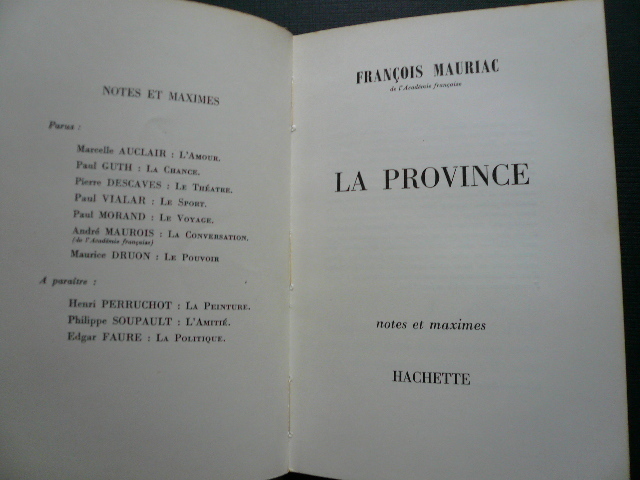 NOTES ET MAXIMES
Parus :
Marcelle AUCLAIR : L'AMOUR.
Paul GUTH : LA CHANCE.
Pierre DESCAVES : LE THÉATRE.
Paul VIALAR : LE SPORT.
Paul MORAND : LE VOYAGE.
André MAUROIS : LA CONVERSATION.
(de l'Académie française)
Maurice DRUON : LE POUVOIR
A paraître :
Henri PERRUCHOT : LA PEINTURE.
Philippe SOUPAULT : L'AMITIÉ.
Edgar FAURE : LA POLITIQUE.
FRANÇOIS MAURIAC
de l'Académie française
LA PROVINCE
notes et maximes
HACHETTE